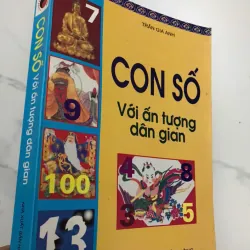 TRẦN GIA ANH
CON SỐ
Với ấn tượng
dân gian
4
8
3
5
CON SỐ Với ấn tượng dân gian
7
9
100
13